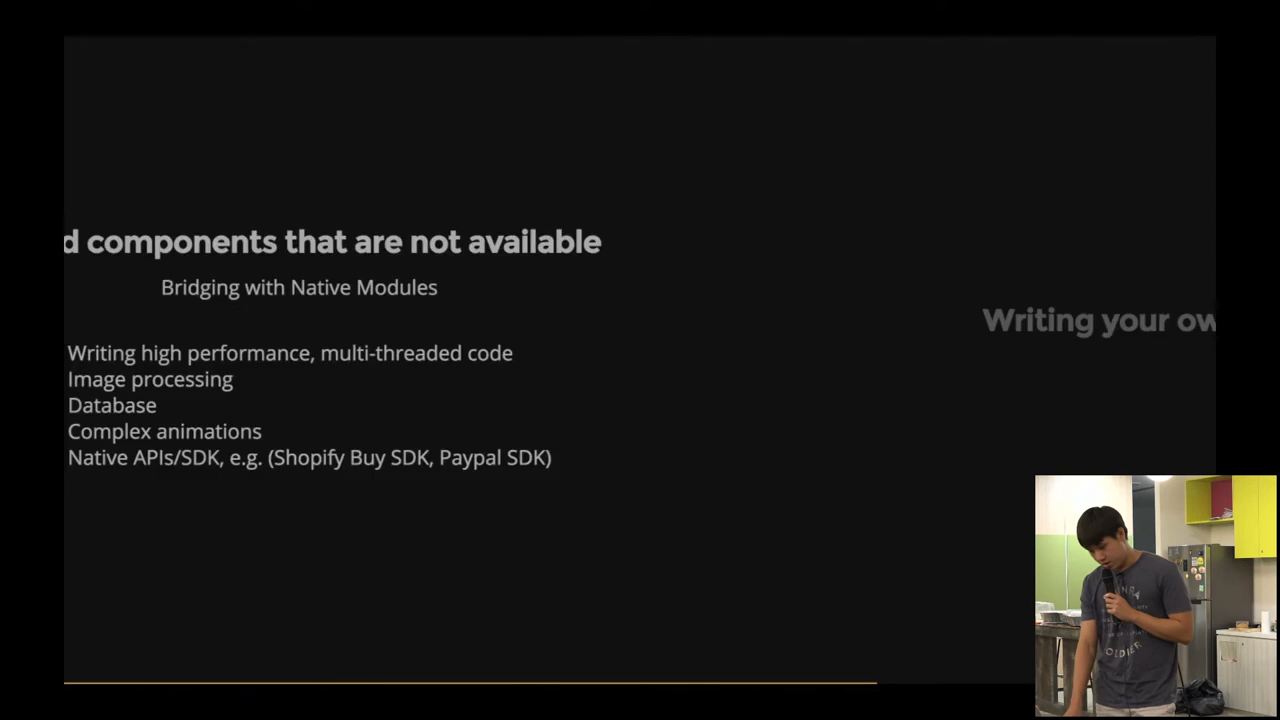 d components that are not available
Bridging with Native Modules
Writing your ow
Writing high performance, multi-threaded code
Image processing
Database
Complex animations
Native APIs/SDK, e.g. (Shopify Buy SDK, Paypal SDK)
OLDIER